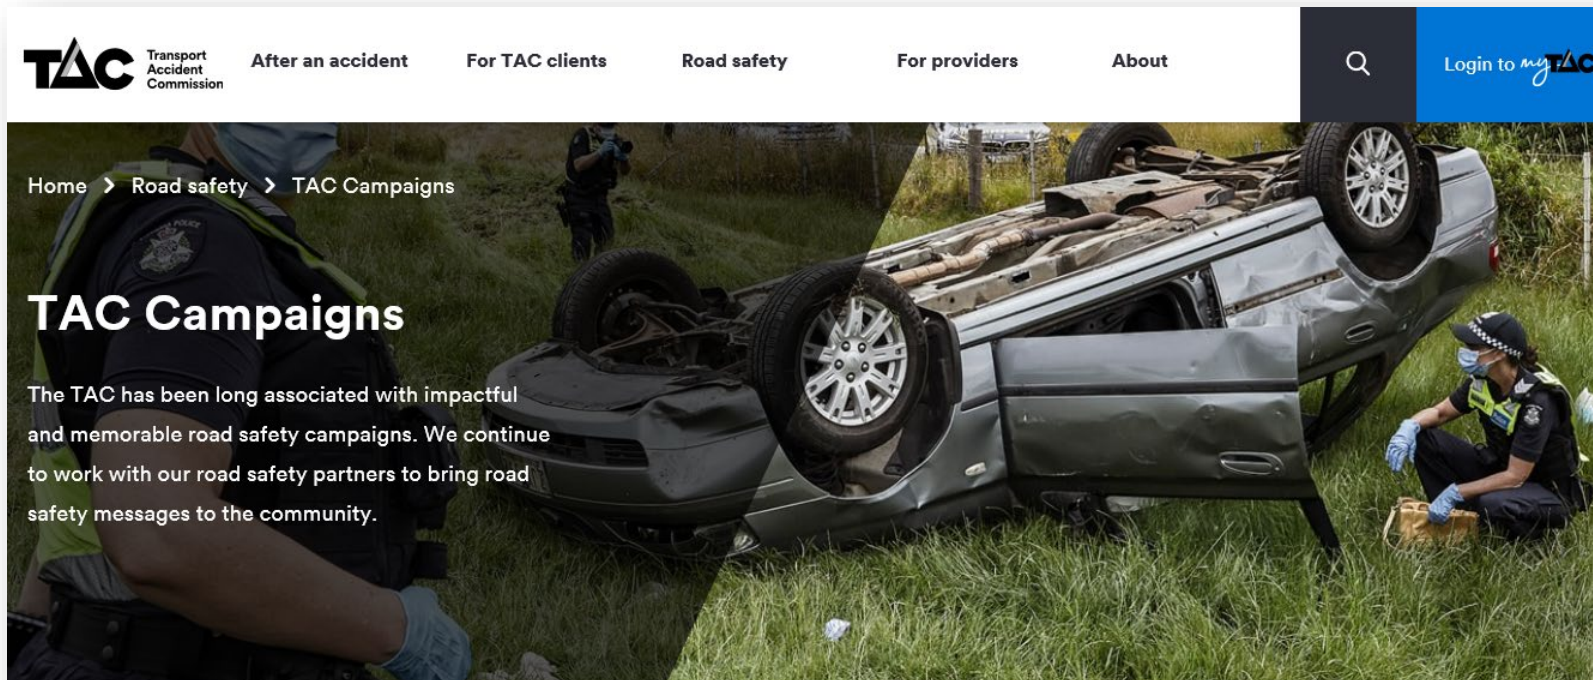 TAC
Transport
Accident
Commission
After an accident
For TAC clients
Road safety
For providers
About
Login to myTAC
Home > Road safety > TAC Campaigns
POLICE
TAC Campaigns
The TAC has been long associated with impactful
and memorable road safety campaigns. We continue
to work with our road safety partners to bring road
safety messages to the community.